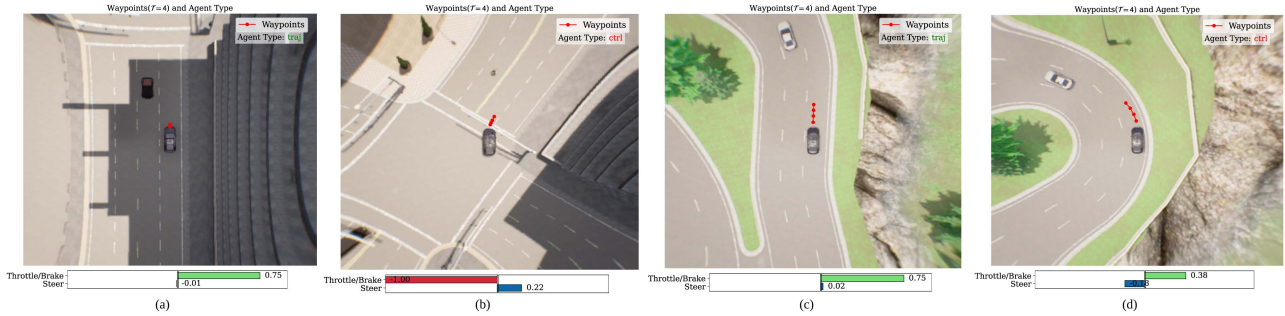 Waypoints(T=4) and Agent Type
Waypoints
Agent Type: traj
Throttle/Brake
0.75
Steer
-0.01
(a)
Waypoints(T=4) and Agent Type
Waypoints
Agent Type: ctrl
Throttle/Brake
-1.00
Steer
0.22
(b)
Waypoints(T=4) and Agent Type
Waypoints
Agent Type: traj
Throttle/Brake
0.75
Steer
0.02
(c)
Waypoints(T=4) and Agent Type
Waypoints
Agent Type: ctrl
Throttle/Brake
0.38
Steer
-0.18
(d)